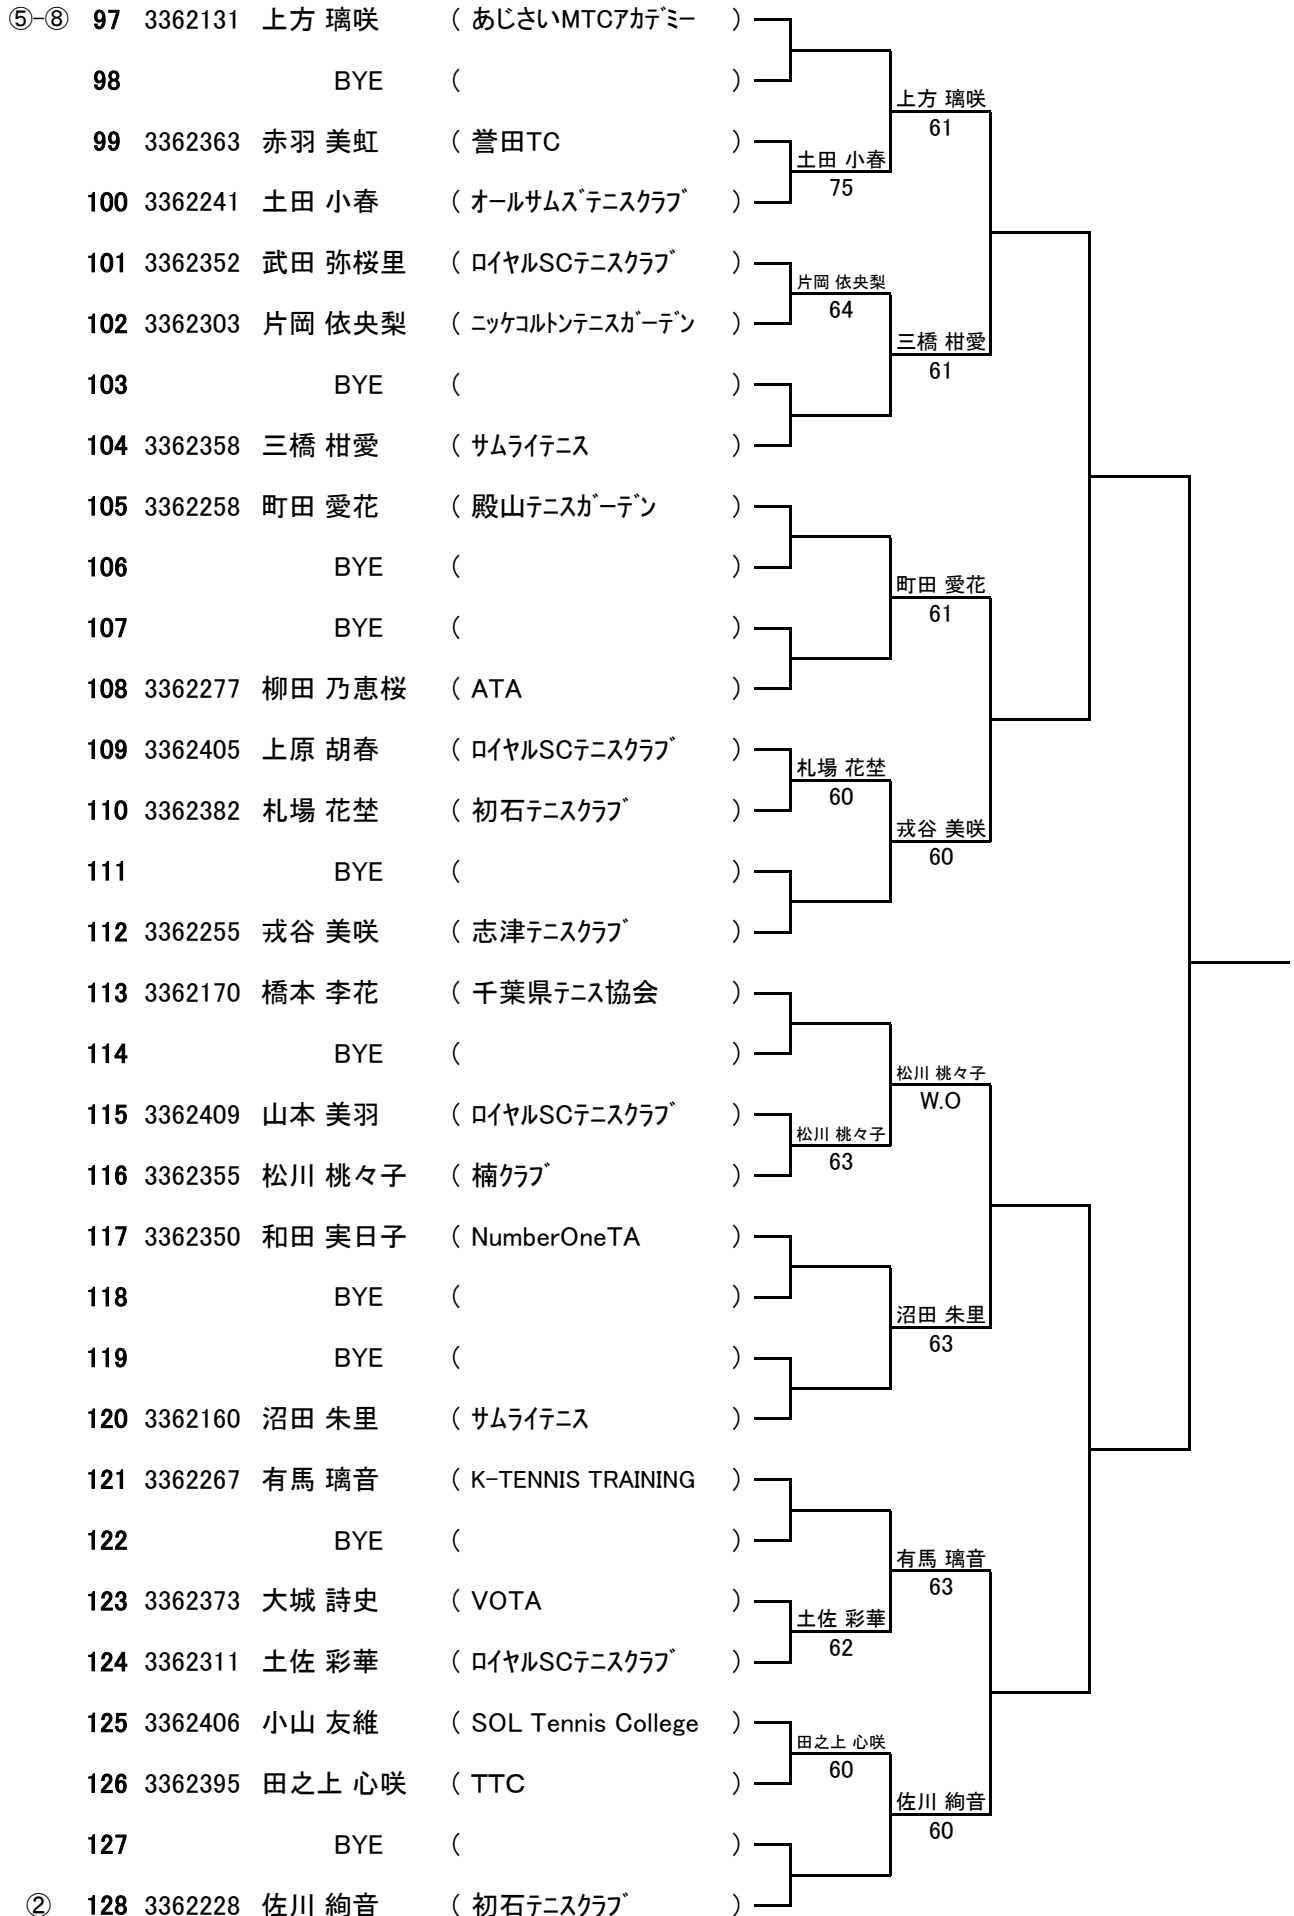 ⑤-⑧ 97 3362131 上方 璃咲 ( あじさいMTCｱｶﾃﾞﾐｰ )
98 BYE ( )
上方 璃咲
61
99 3362363 赤羽 美虹 ( 誉田TC )
土田 小春
75
100 3362241 土田 小春 ( ｵｰﾙｻﾑｽﾞﾃﾆｽｸﾗﾌﾞ )
101 3362352 武田 弥桜里 ( ﾛｲﾔﾙSCﾃﾆｽｸﾗﾌﾞ )
片岡 依央梨
64
102 3362303 片岡 依央梨 ( ﾆｯｹｺﾙﾄﾝﾃﾆｽｶﾞｰﾃﾞﾝ )
三橋 柑愛
61
103 BYE ( )
104 3362358 三橋 柑愛 ( ｻﾑﾗｲﾃﾆｽ )
105 3362258 町田 愛花 ( 殿山ﾃﾆｽｶﾞｰﾃﾞﾝ )
106 BYE ( )
町田 愛花
61
107 BYE ( )
108 3362277 柳田 乃恵桜 ( ATA )
109 3362405 上原 胡春 ( ﾛｲﾔﾙSCﾃﾆｽｸﾗﾌﾞ )
札場 花埜
60
110 3362382 札場 花埜 ( 初石ﾃﾆｽｸﾗﾌﾞ )
戎谷 美咲
60
111 BYE ( )
112 3362255 戎谷 美咲 ( 志津ﾃﾆｽｸﾗﾌﾞ )
113 3362170 橋本 李花 ( 千葉県ﾃﾆｽ協会 )
114 BYE ( )
松川 桃々子
W.O
115 3362409 山本 美羽 ( ﾛｲﾔﾙSCﾃﾆｽｸﾗﾌﾞ )
松川 桃々子
63
116 3362355 松川 桃々子 ( 楠ｸﾗﾌﾞ )
117 3362350 和田 実日子 ( NumberOneTA )
118 BYE ( )
沼田 朱里
63
119 BYE ( )
120 3362160 沼田 朱里 ( ｻﾑﾗｲﾃﾆｽ )
121 3362267 有馬 璃音 ( K-TENNIS TRAINING )
122 BYE ( )
有馬 璃音
63
123 3362373 大城 詩史 ( VOTA )
土佐 彩華
62
124 3362311 土佐 彩華 ( ﾛｲﾔﾙSCﾃﾆｽｸﾗﾌﾞ )
125 3362406 小山 友維 ( SOL Tennis College )
田之上 心咲
60
126 3362395 田之上 心咲 ( TTC )
佐川 絢音
60
127 BYE ( )
② 128 3362228 佐川 絢音 ( 初石ﾃﾆｽｸﾗﾌﾞ )